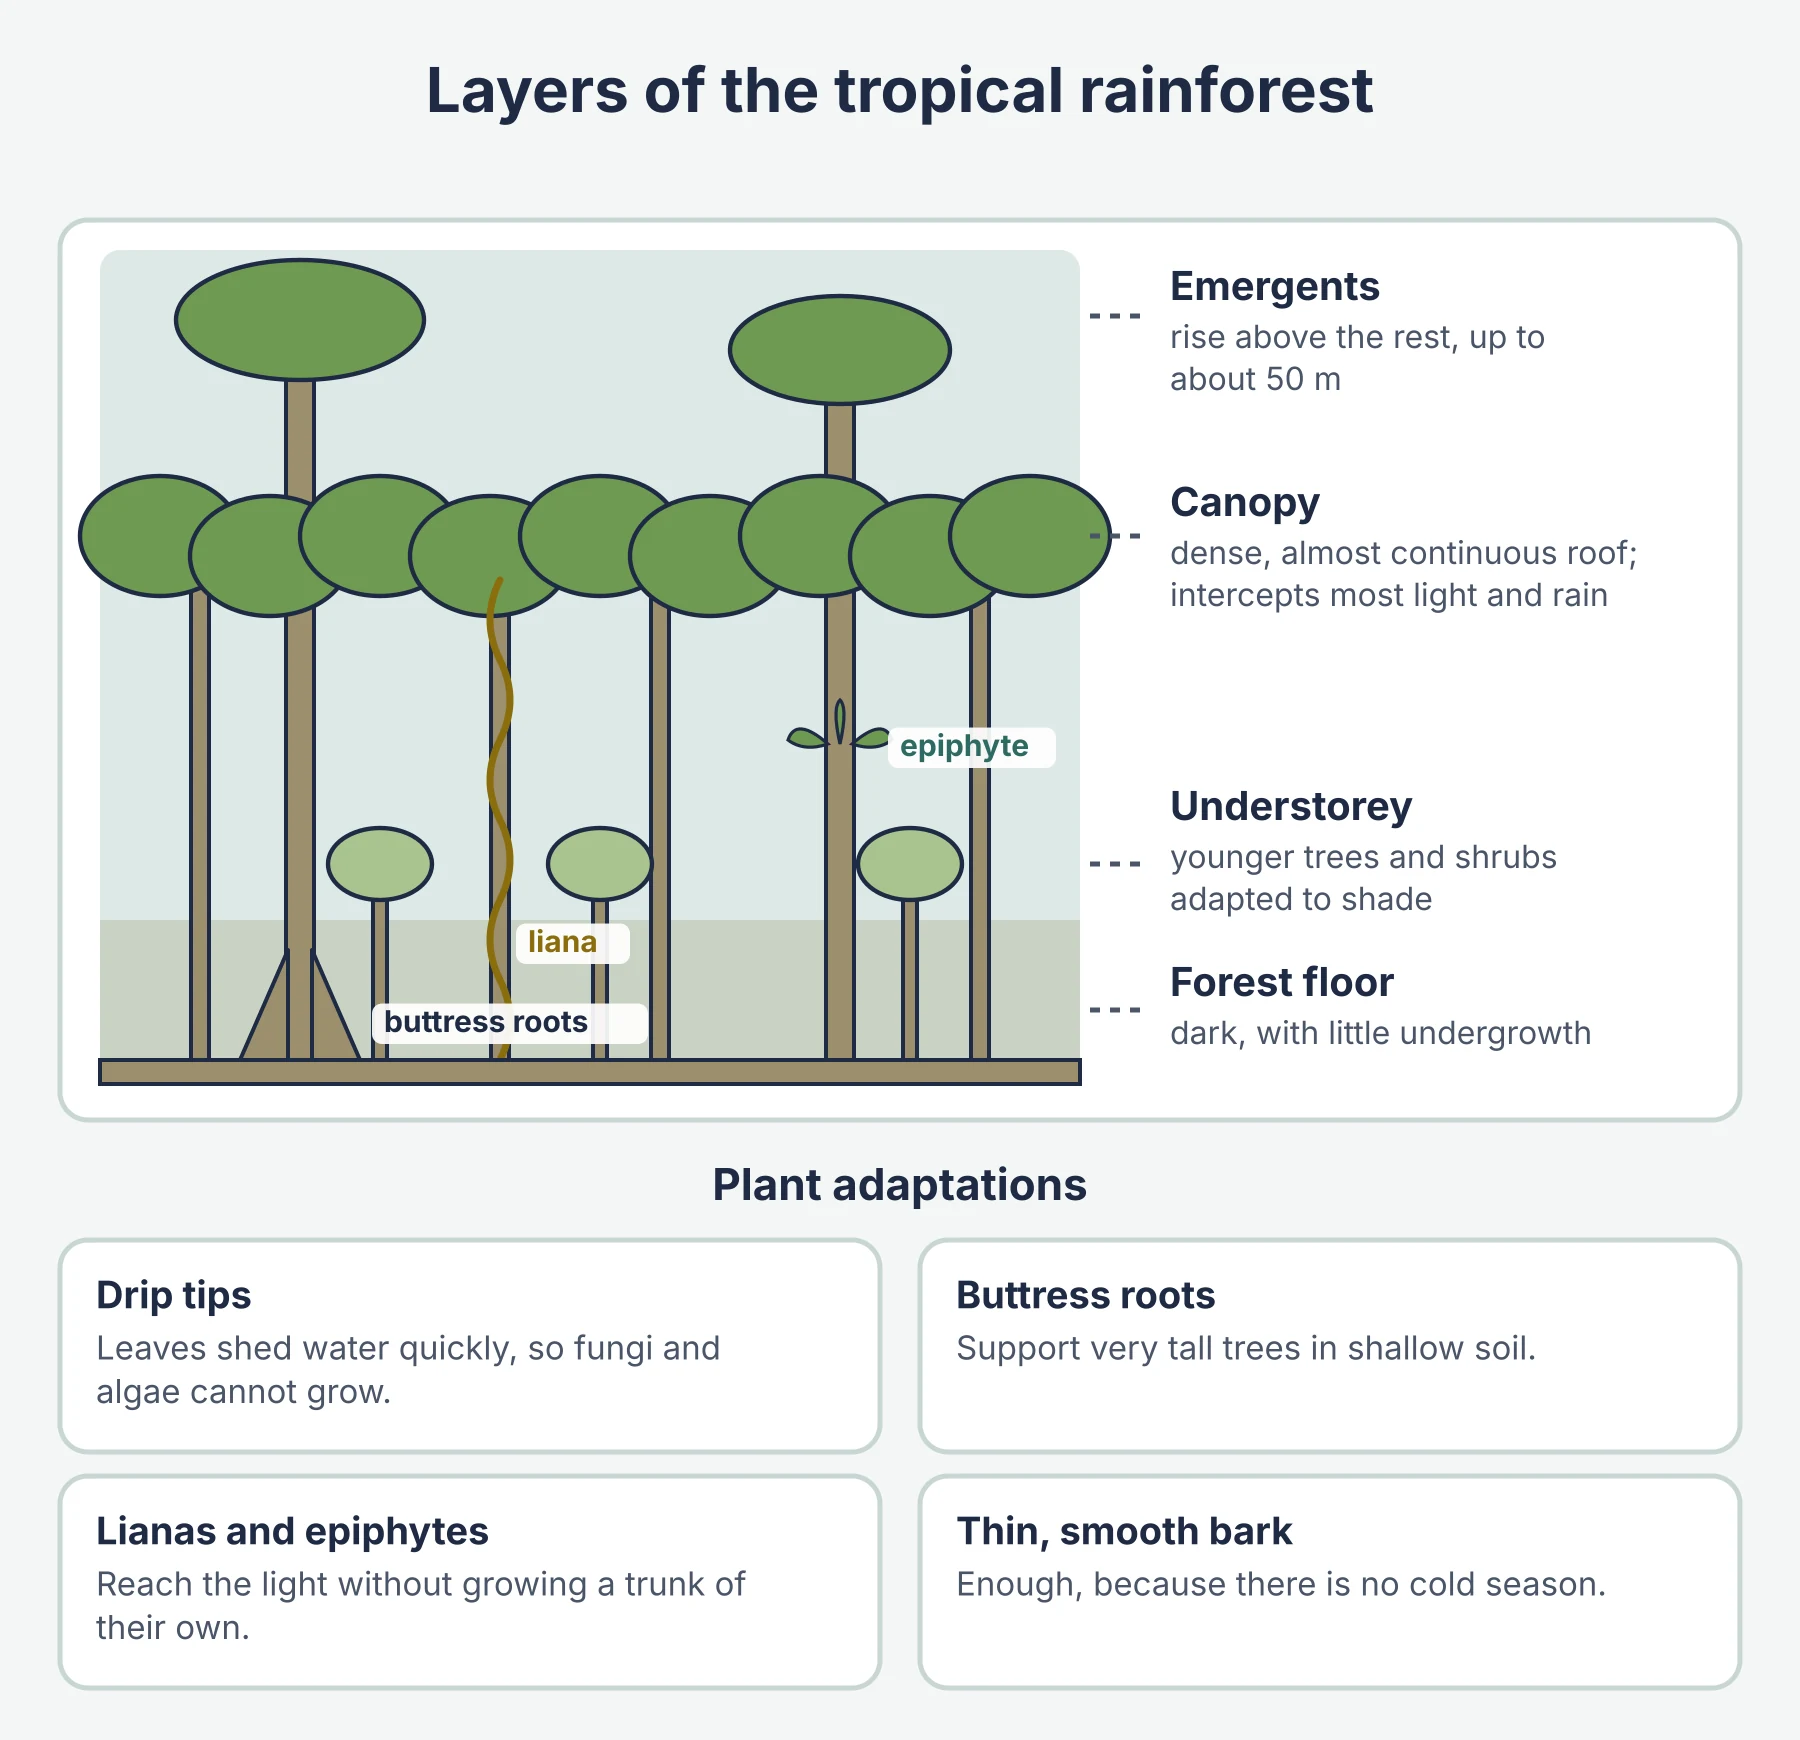 Layers of the tropical rainforest
Emergents
rise above the rest, up to
about 50 m
Canopy
dense, almost continuous roof;
intercepts most light and rain
epiphyte
Understorey
younger trees and shrubs
adapted to shade
liana
Forest floor
dark, with little undergrowth
buttress roots
Plant adaptations
Drip tips
Leaves shed water quickly, so fungi and
algae cannot grow.
Buttress roots
Support very tall trees in shallow soil.
Lianas and epiphytes
Reach the light without growing a trunk of
their own.
Thin, smooth bark
Enough, because there is no cold season.